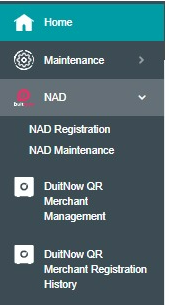 Home
Maintenance
NAD
NAD Registration
NAD Maintenance
DuitNow QR
Merchant
Management
DuitNow QR
Merchant Registration
History